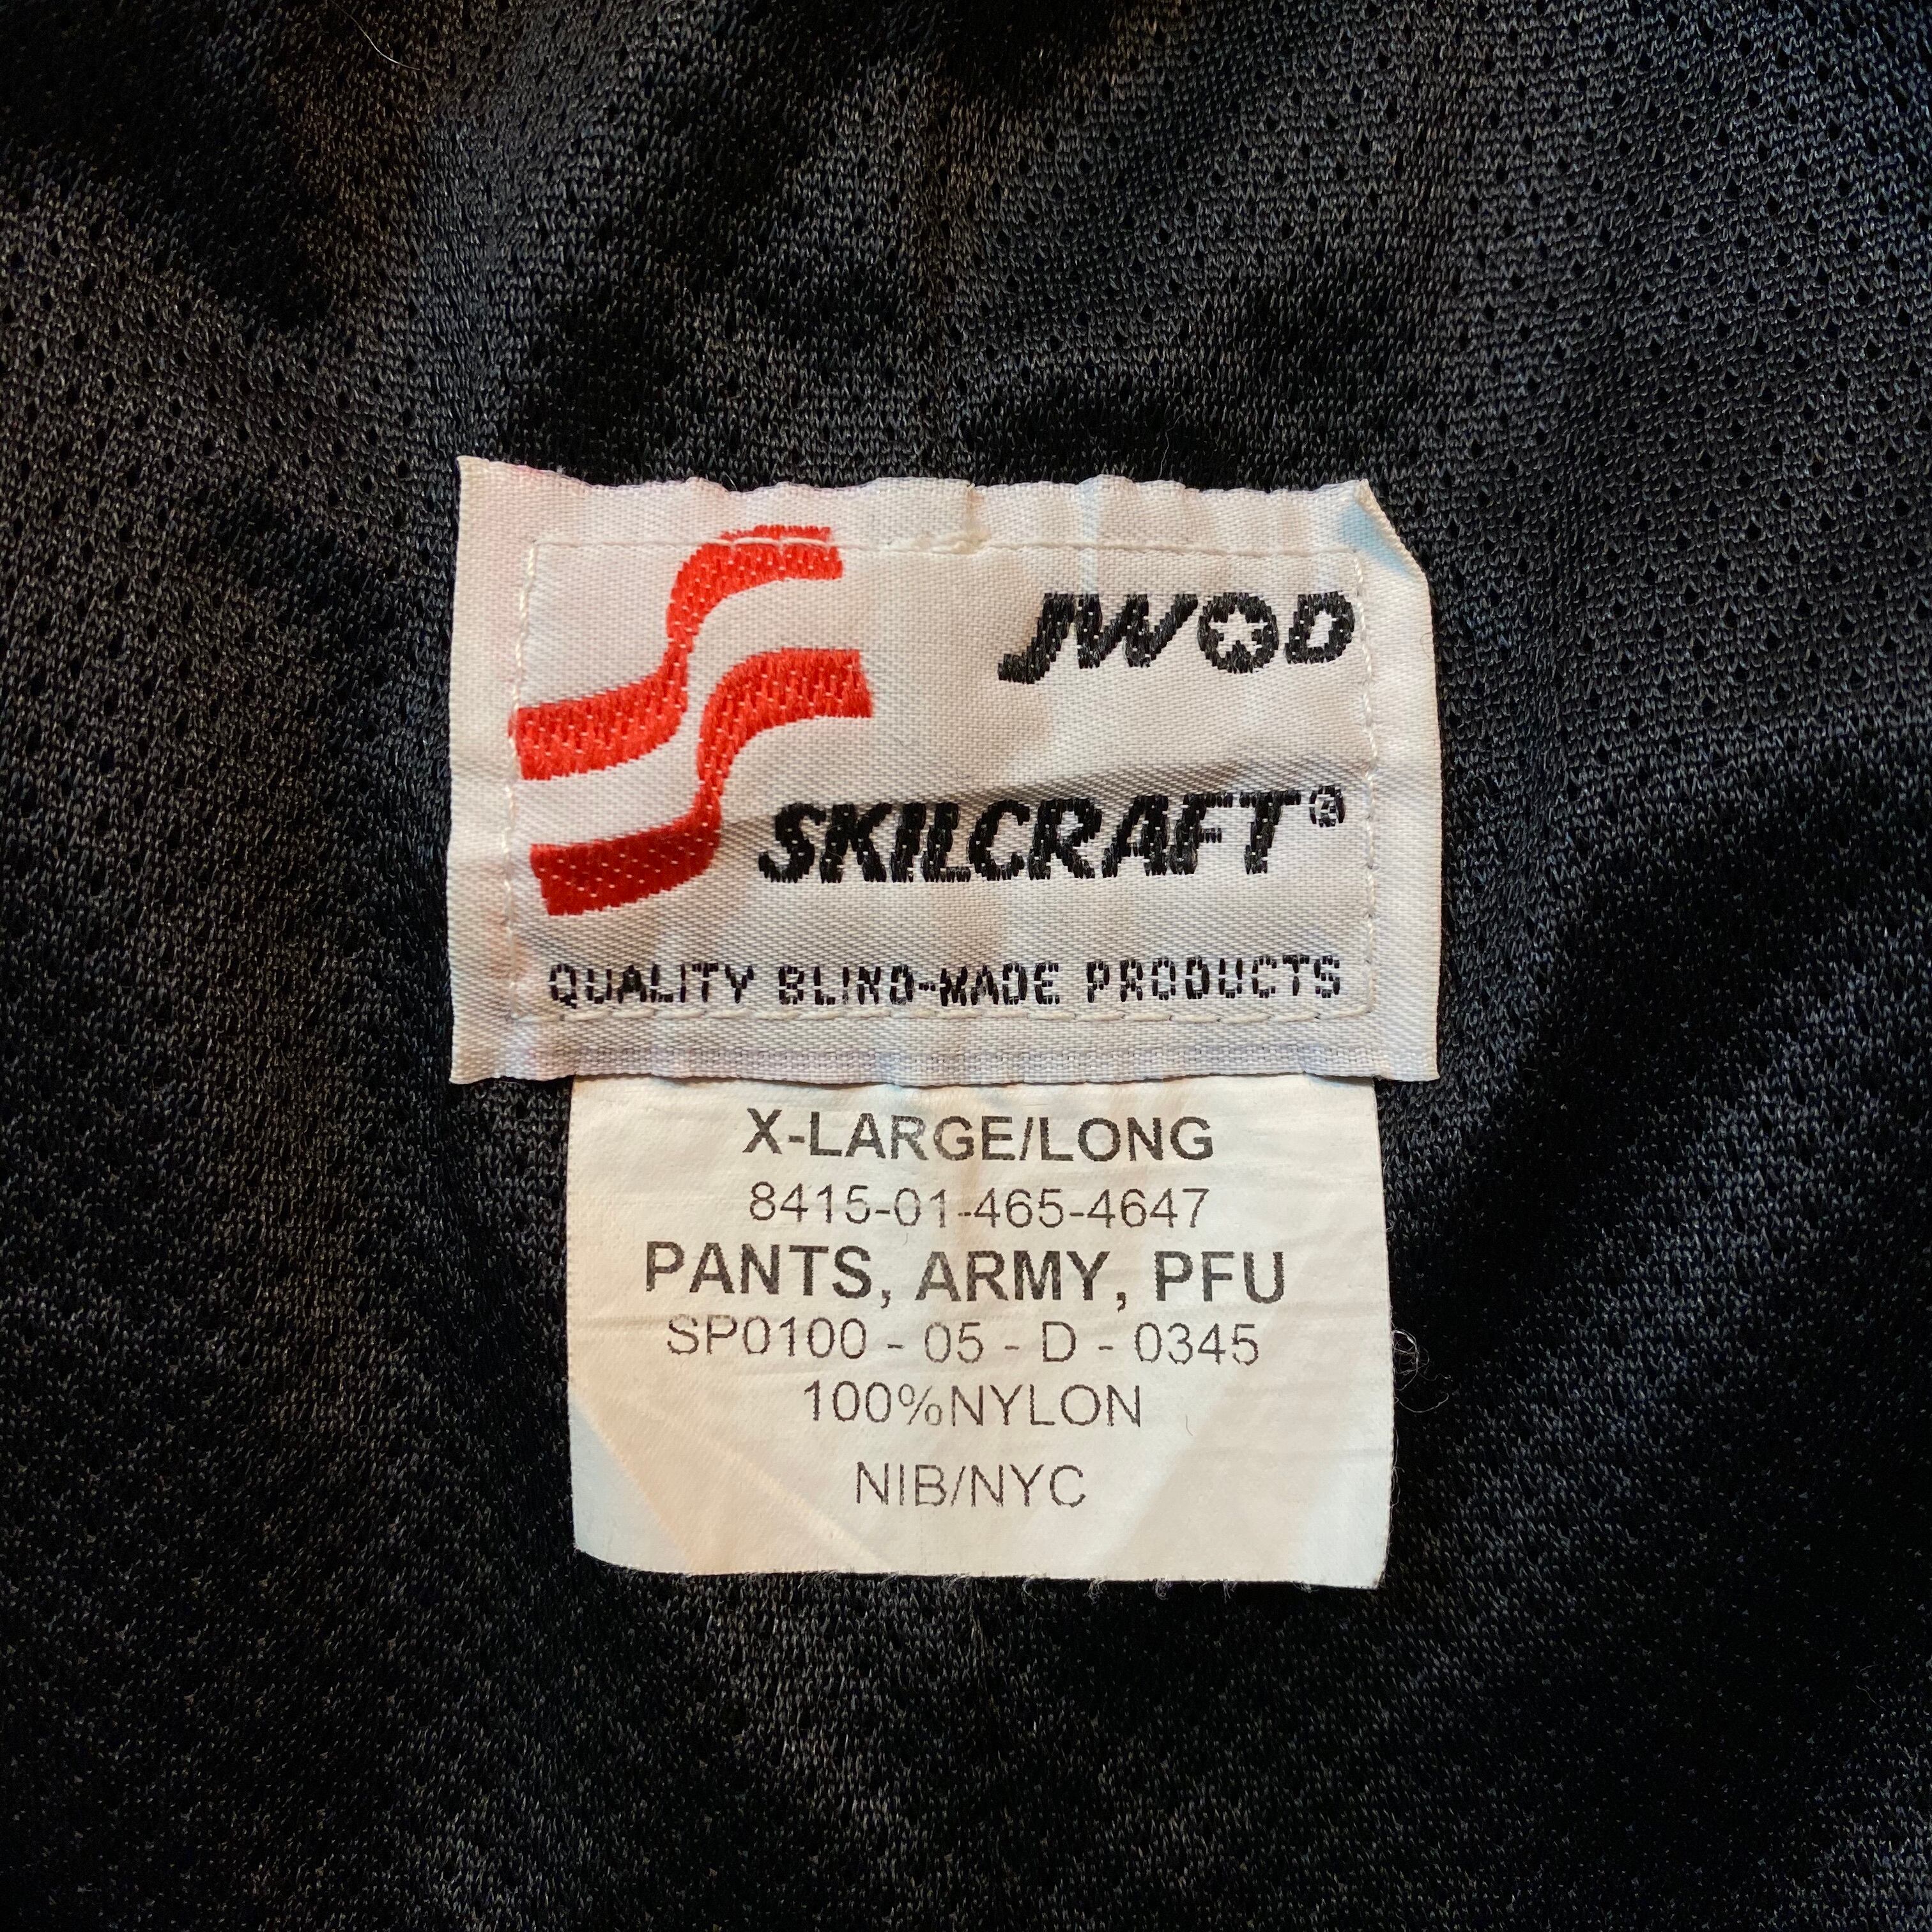 JWOD
SKILCRAFT®
QUALITY BLIND-MADE PRODUCTS
X-LARGE/LONG
8415-01-465-4647
PANTS, ARMY, PFU
SP0100 - 05 - D - 0345
100%NYLON
NIB/NYC